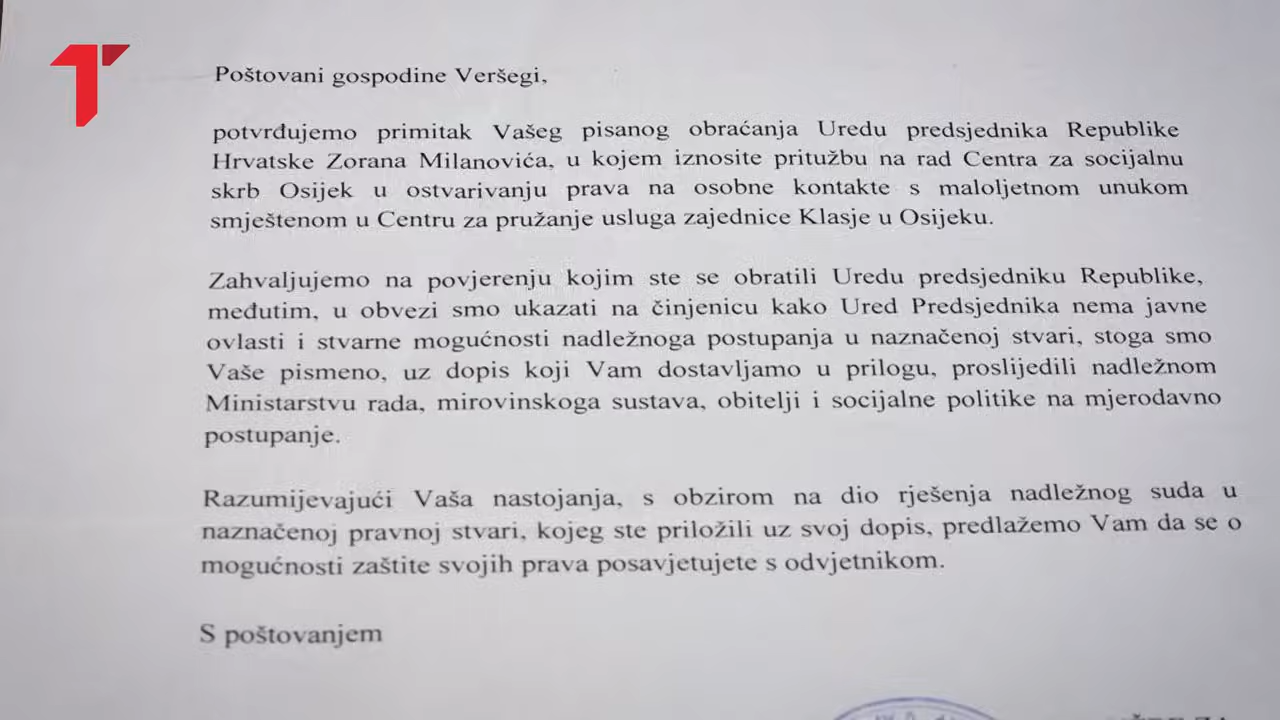 Poštovani gospodine Veršegi,
potvrđujemo primitak Vašeg pisanog obraćanja Uredu predsjednika Republike
Hrvatske Zorana Milanovića, u kojem iznosite pritužbu na rad Centra za socijalnu
skrb Osijek u ostvarivanju prava na osobne kontakte s maloljetnom unukom
smještenom u Centru za pružanje usluga zajednice Klasje u Osijeku.
Zahvaljujemo na povjerenju kojim ste se obratili Uredu predsjedniku Republike,
međutim, u obvezi smo ukazati na činjenicu kako Ured Predsjednika nema javne
ovlasti i stvarne mogućnosti nadležnoga postupanja u naznačenoj stvari, stoga smo
Vaše pismeno, uz dopis koji Vam dostavljamo u prilogu, proslijedili nadležnom
Ministarstvu rada, mirovinskoga sustava, obitelji i socijalne politike na mjerodavno
postupanje.
Razumijevajući Vaša nastojanja, s obzirom na dio rješenja nadležnog suda u
naznačenoj pravnoj stvari, kojeg ste priložili uz svoj dopis, predlažemo Vam da se o
mogućnosti zaštite svojih prava posavjetujete s odvjetnikom.
S poštovanjem